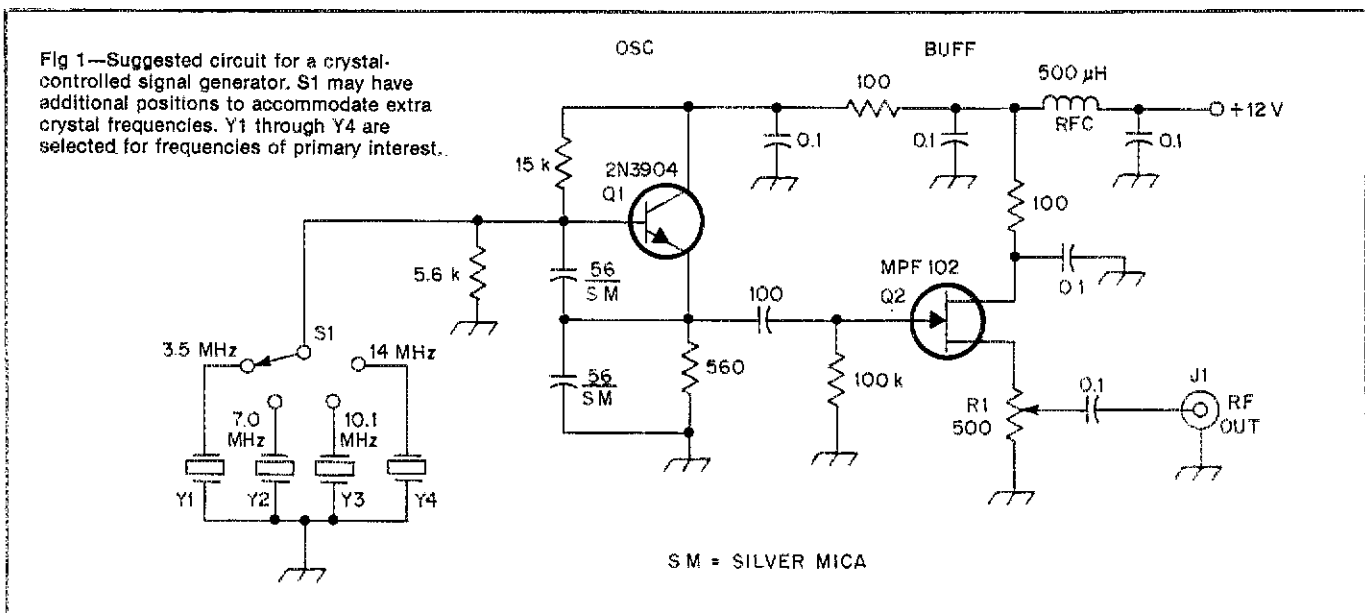 Fig 1—Suggested circuit for a crystal-
controlled signal generator. S1 may have
additional positions to accommodate extra
crystal frequencies. Y1 through Y4 are
selected for frequencies of primary interest.
OSC
BUFF
100
500 µH
RFC
+12 V
0.1
0.1
0.1
15 k
2N3904
Q1
100
5.6 k
56
SM
MPF 102
Q2
0.1
S1
3.5 MHz
14 MHz
100
56
SM
560
100 k
R1
500
0.1
J1
RF
OUT
7.0
MHz
10.1
MHz
Y1
Y2
Y3
Y4
SM = SILVER MICA